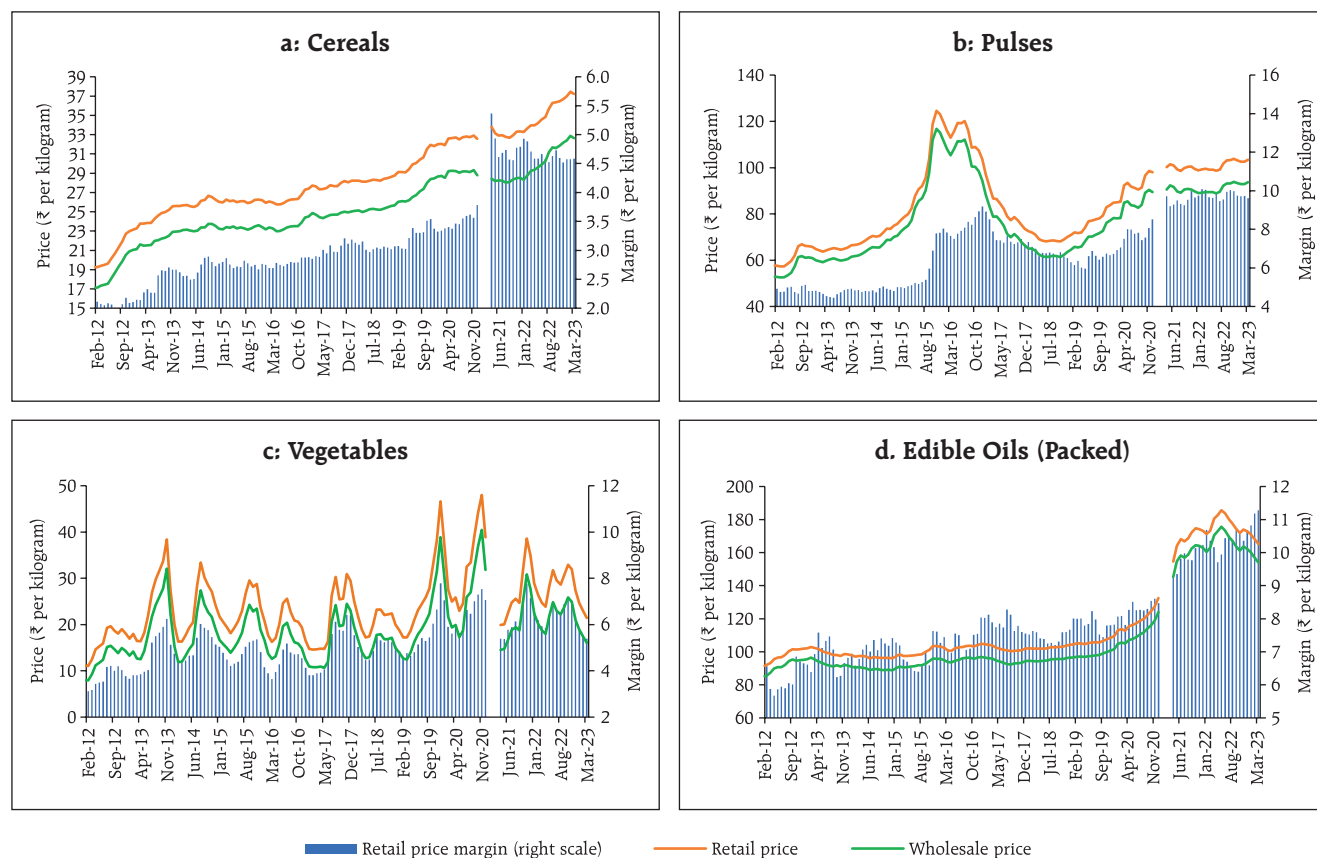 a: Cereals
Price (₹ per kilogram)
39
37
35
33
31
29
27
25
23
21
19
17
15
6.0
5.5
5.0
4.5
4.0
3.5
3.0
2.5
2.0
Margin (₹ per kilogram)
Feb-12
Sep-12
Apr-13
Nov-13
Jun-14
Jan-15
Aug-15
Mar-16
Oct-16
May-17
Dec-17
Jul-18
Feb-19
Sep-19
Apr-20
Nov-20
Jun-21
Jan-22
Aug-22
Mar-23
b: Pulses
Price (₹ per kilogram)
140
120
100
80
60
40
16
14
12
10
8
6
4
Margin (₹ per kilogram)
Feb-12
Sep-12
Apr-13
Nov-13
Jun-14
Jan-15
Aug-15
Mar-16
Oct-16
May-17
Dec-17
Jul-18
Feb-19
Sep-19
Apr-20
Nov-20
Jun-21
Jan-22
Aug-22
Mar-23
c: Vegetables
Price (₹ per kilogram)
50
40
30
20
10
0
12
10
8
6
4
2
Margin (₹ per kilogram)
Feb-12
Sep-12
Apr-13
Nov-13
Jun-14
Jan-15
Aug-15
Mar-16
Oct-16
May-17
Dec-17
Jul-18
Feb-19
Sep-19
Apr-20
Nov-20
Jun-21
Jan-22
Aug-22
Mar-23
d. Edible Oils (Packed)
Price (₹ per kilogram)
200
180
160
140
120
100
80
60
12
11
10
9
8
7
6
5
Margin (₹ per kilogram)
Feb-12
Sep-12
Apr-13
Nov-13
Jun-14
Jan-15
Aug-15
Mar-16
Oct-16
May-17
Dec-17
Jul-18
Feb-19
Sep-19
Apr-20
Nov-20
Jun-21
Jan-22
Aug-22
Mar-23
Retail price margin (right scale)
Retail price
Wholesale price